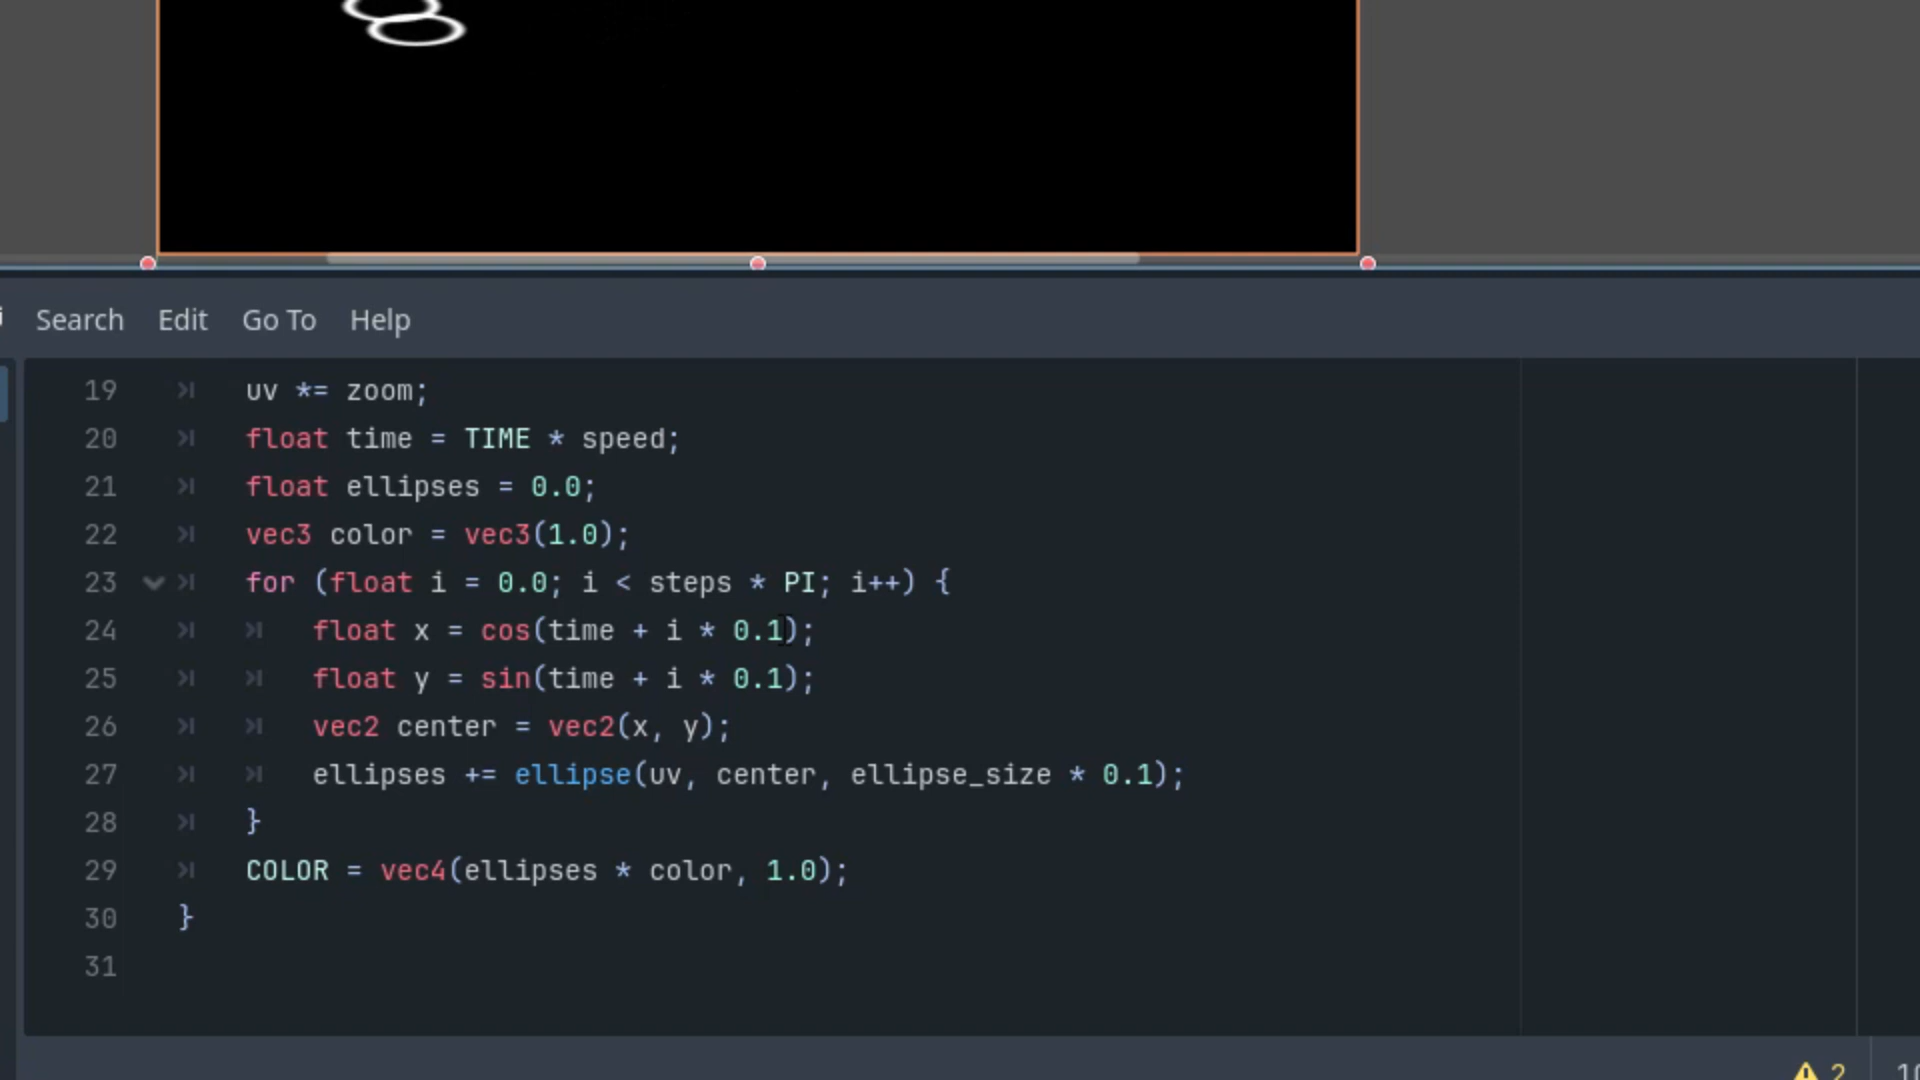 Search Edit Go To Help
19 uv *= zoom;
20 float time = TIME * speed;
21 float ellipses = 0.0;
22 vec3 color = vec3(1.0);
23 for (float i = 0.0; i < steps * PI; i++) {
24 float x = cos(time + i * 0.1);
25 float y = sin(time + i * 0.1);
26 vec2 center = vec2(x, y);
27 ellipses += ellipse(uv, center, ellipse_size * 0.1);
28 }
29 COLOR = vec4(ellipses * color, 1.0);
30 }
31
2